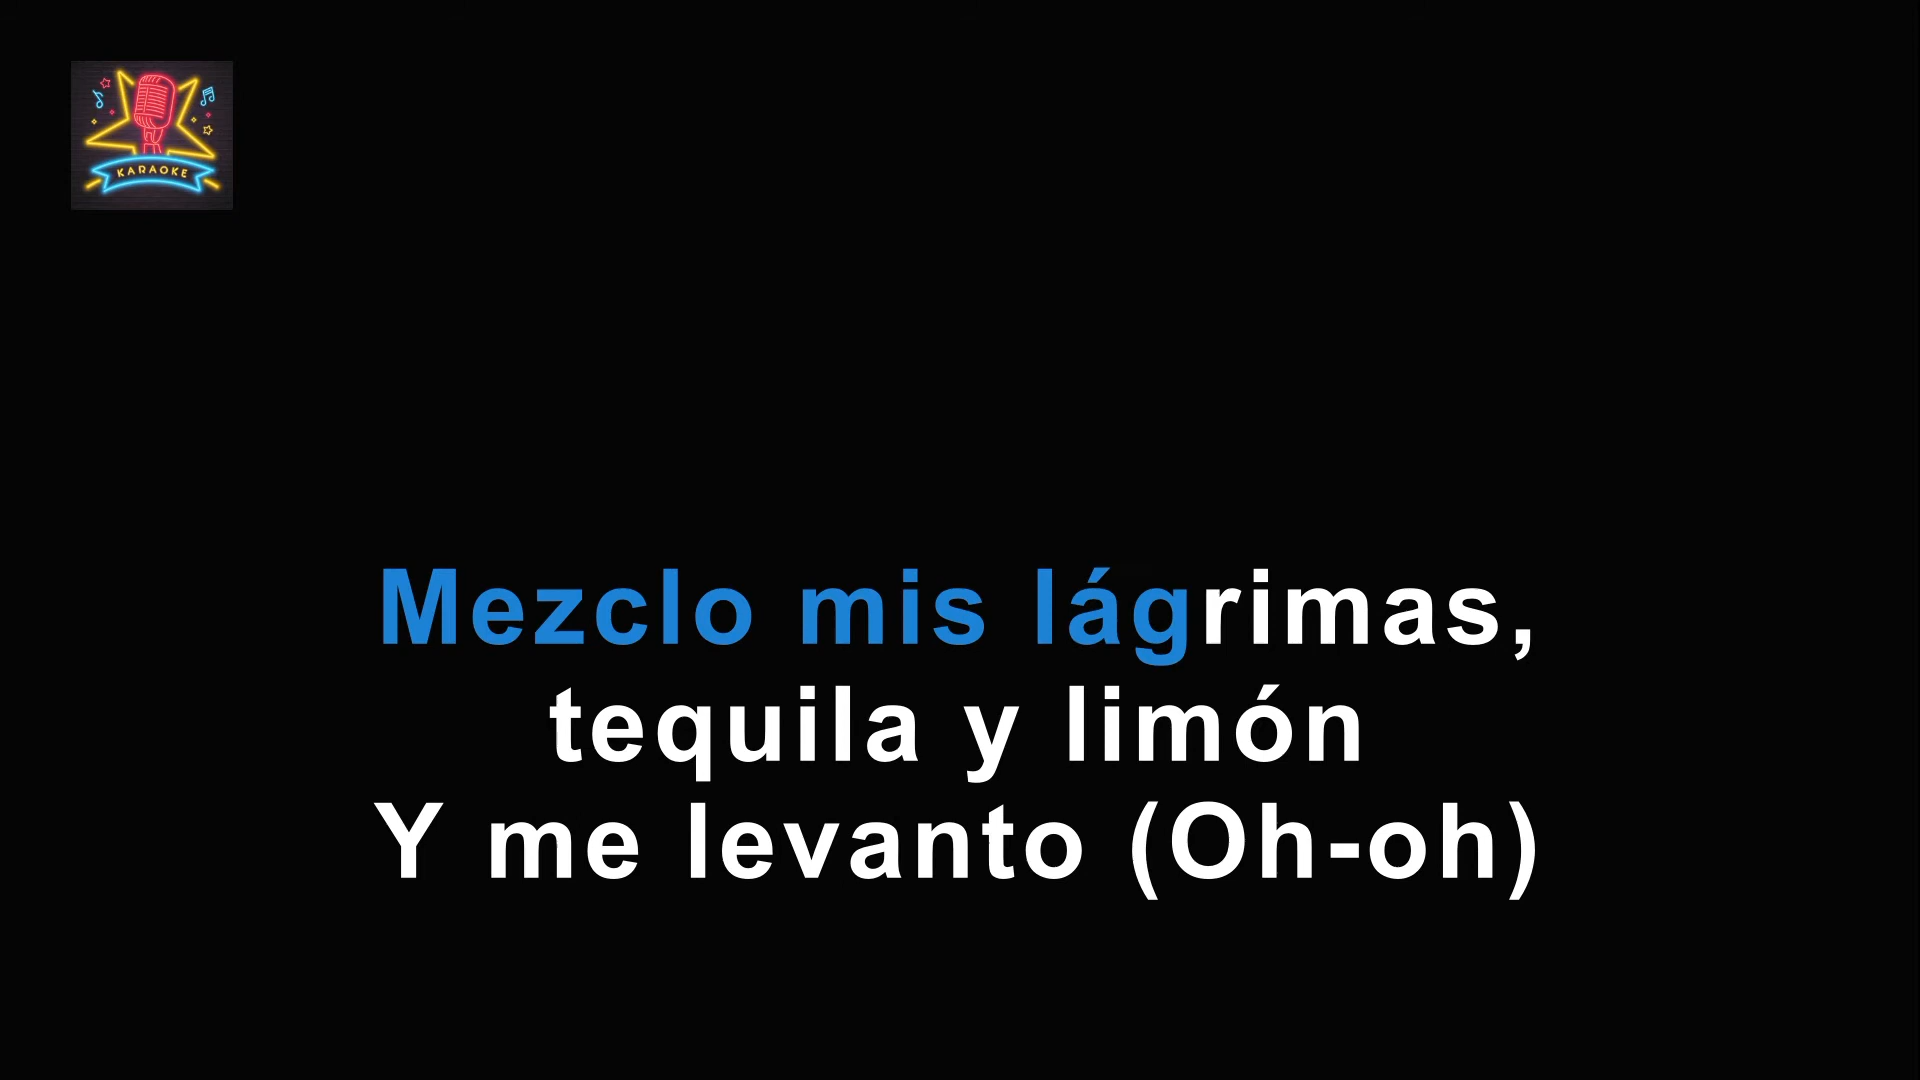 KARAOKE
Mezclo mis lágrimas,
tequila y limón
Y me levanto (Oh-oh)